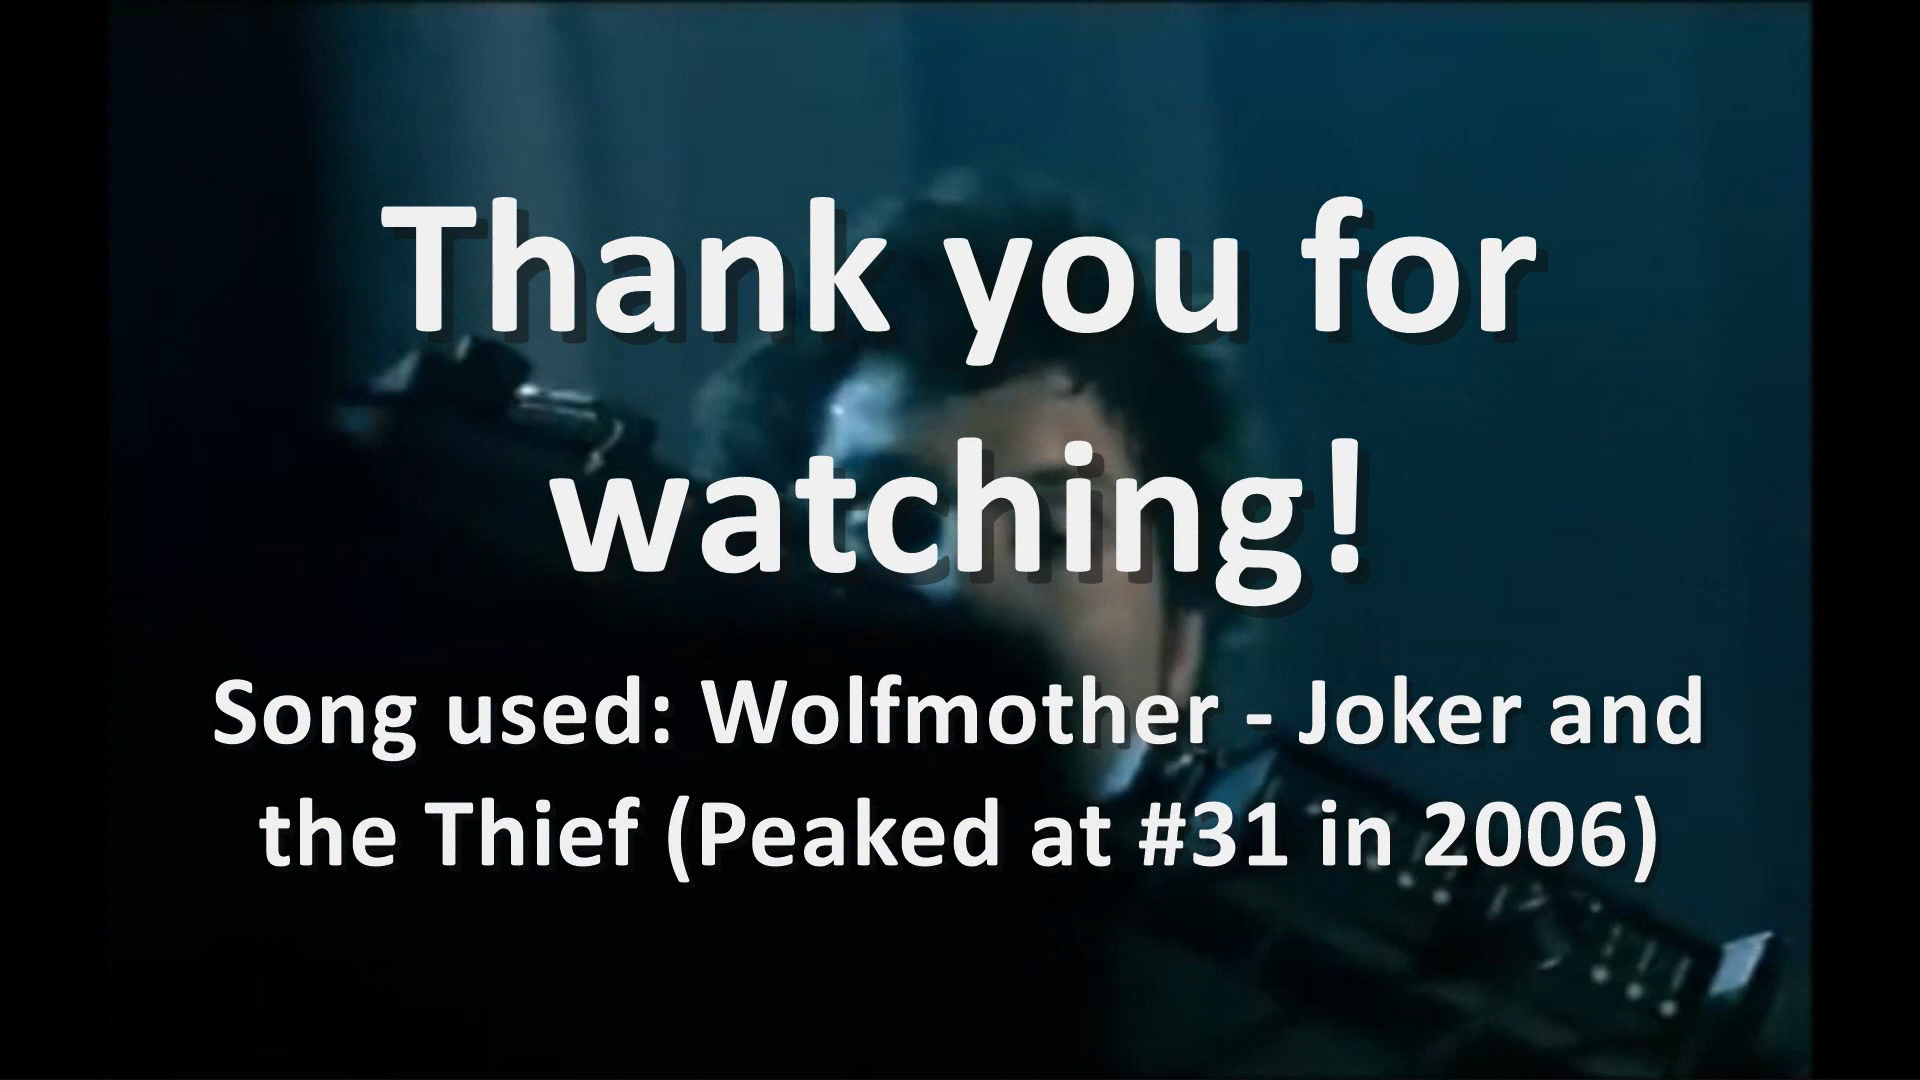 Thank you for
watching!
Song used: Wolfmother - Joker and
the Thief (Peaked at #31 in 2006)